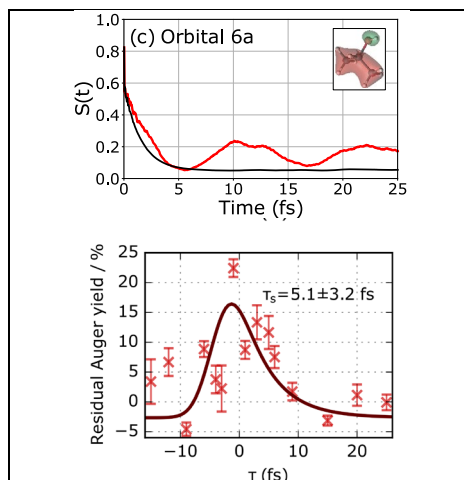 1.0
(c) Orbital 6a
0.8
0.6
0.4
0.2
0.0
S(t)
0 5 10 15 20 25
Time (fs)
25
20
15
10
5
0
−5
Residual Auger yield / %
τₛ=5.1±3.2 fs
−10 0 10 20
τ (fs)